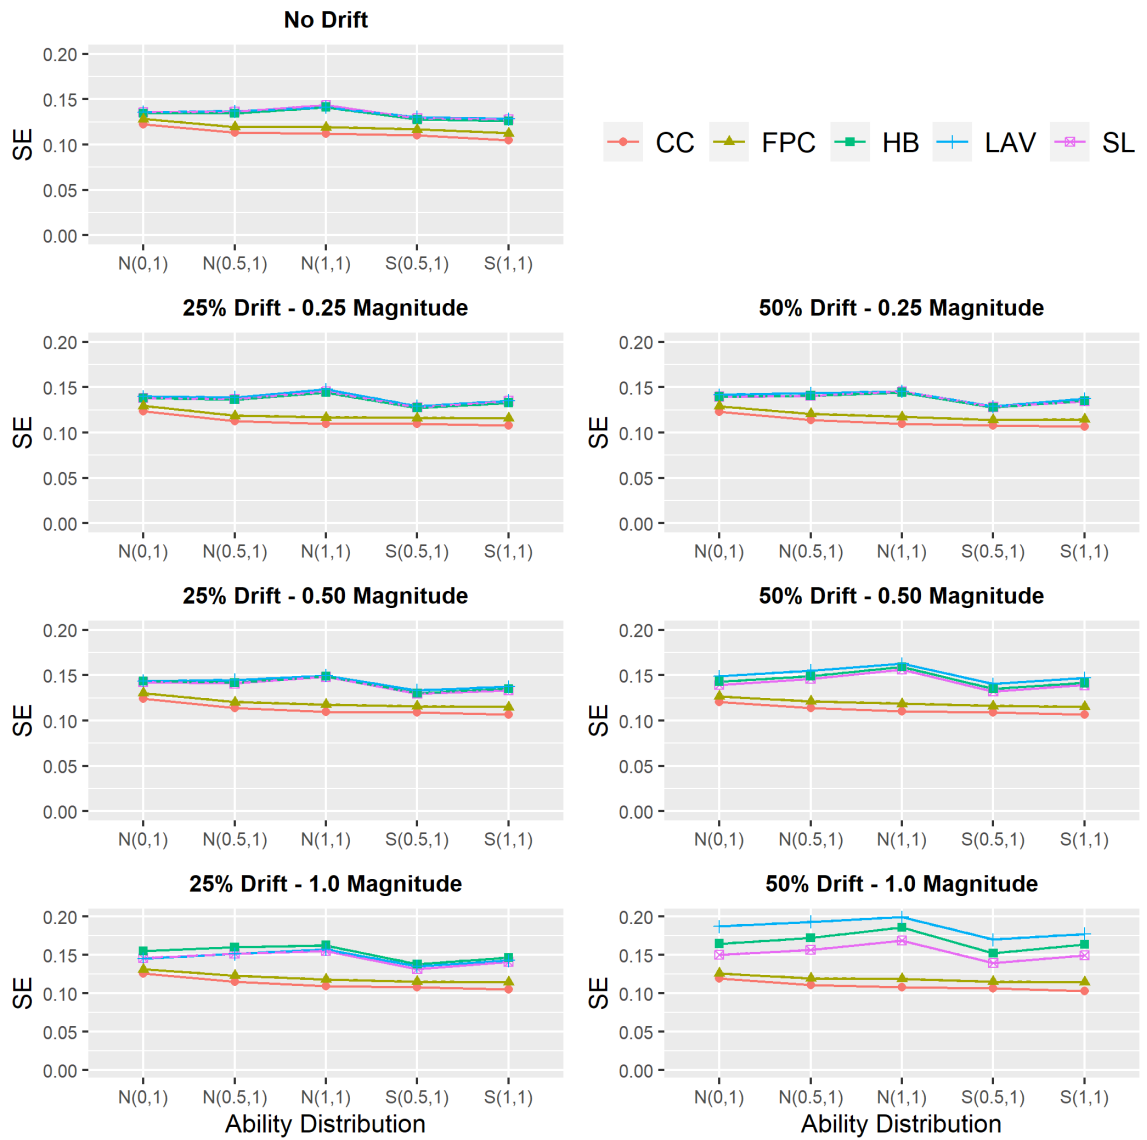 No Drift
0.20
0.15
0.10
0.05
0.00
SE
N(0,1) N(0.5,1) N(1,1) S(0.5,1) S(1,1)
CC FPC HB LAV SL
25% Drift - 0.25 Magnitude
0.20
0.15
0.10
0.05
0.00
SE
N(0,1) N(0.5,1) N(1,1) S(0.5,1) S(1,1)
50% Drift - 0.25 Magnitude
0.20
0.15
0.10
0.05
0.00
SE
N(0,1) N(0.5,1) N(1,1) S(0.5,1) S(1,1)
25% Drift - 0.50 Magnitude
0.20
0.15
0.10
0.05
0.00
SE
N(0,1) N(0.5,1) N(1,1) S(0.5,1) S(1,1)
50% Drift - 0.50 Magnitude
0.20
0.15
0.10
0.05
0.00
SE
N(0,1) N(0.5,1) N(1,1) S(0.5,1) S(1,1)
25% Drift - 1.0 Magnitude
0.20
0.15
0.10
0.05
0.00
SE
N(0,1) N(0.5,1) N(1,1) S(0.5,1) S(1,1)
Ability Distribution
50% Drift - 1.0 Magnitude
0.20
0.15
0.10
0.05
0.00
SE
N(0,1) N(0.5,1) N(1,1) S(0.5,1) S(1,1)
Ability Distribution